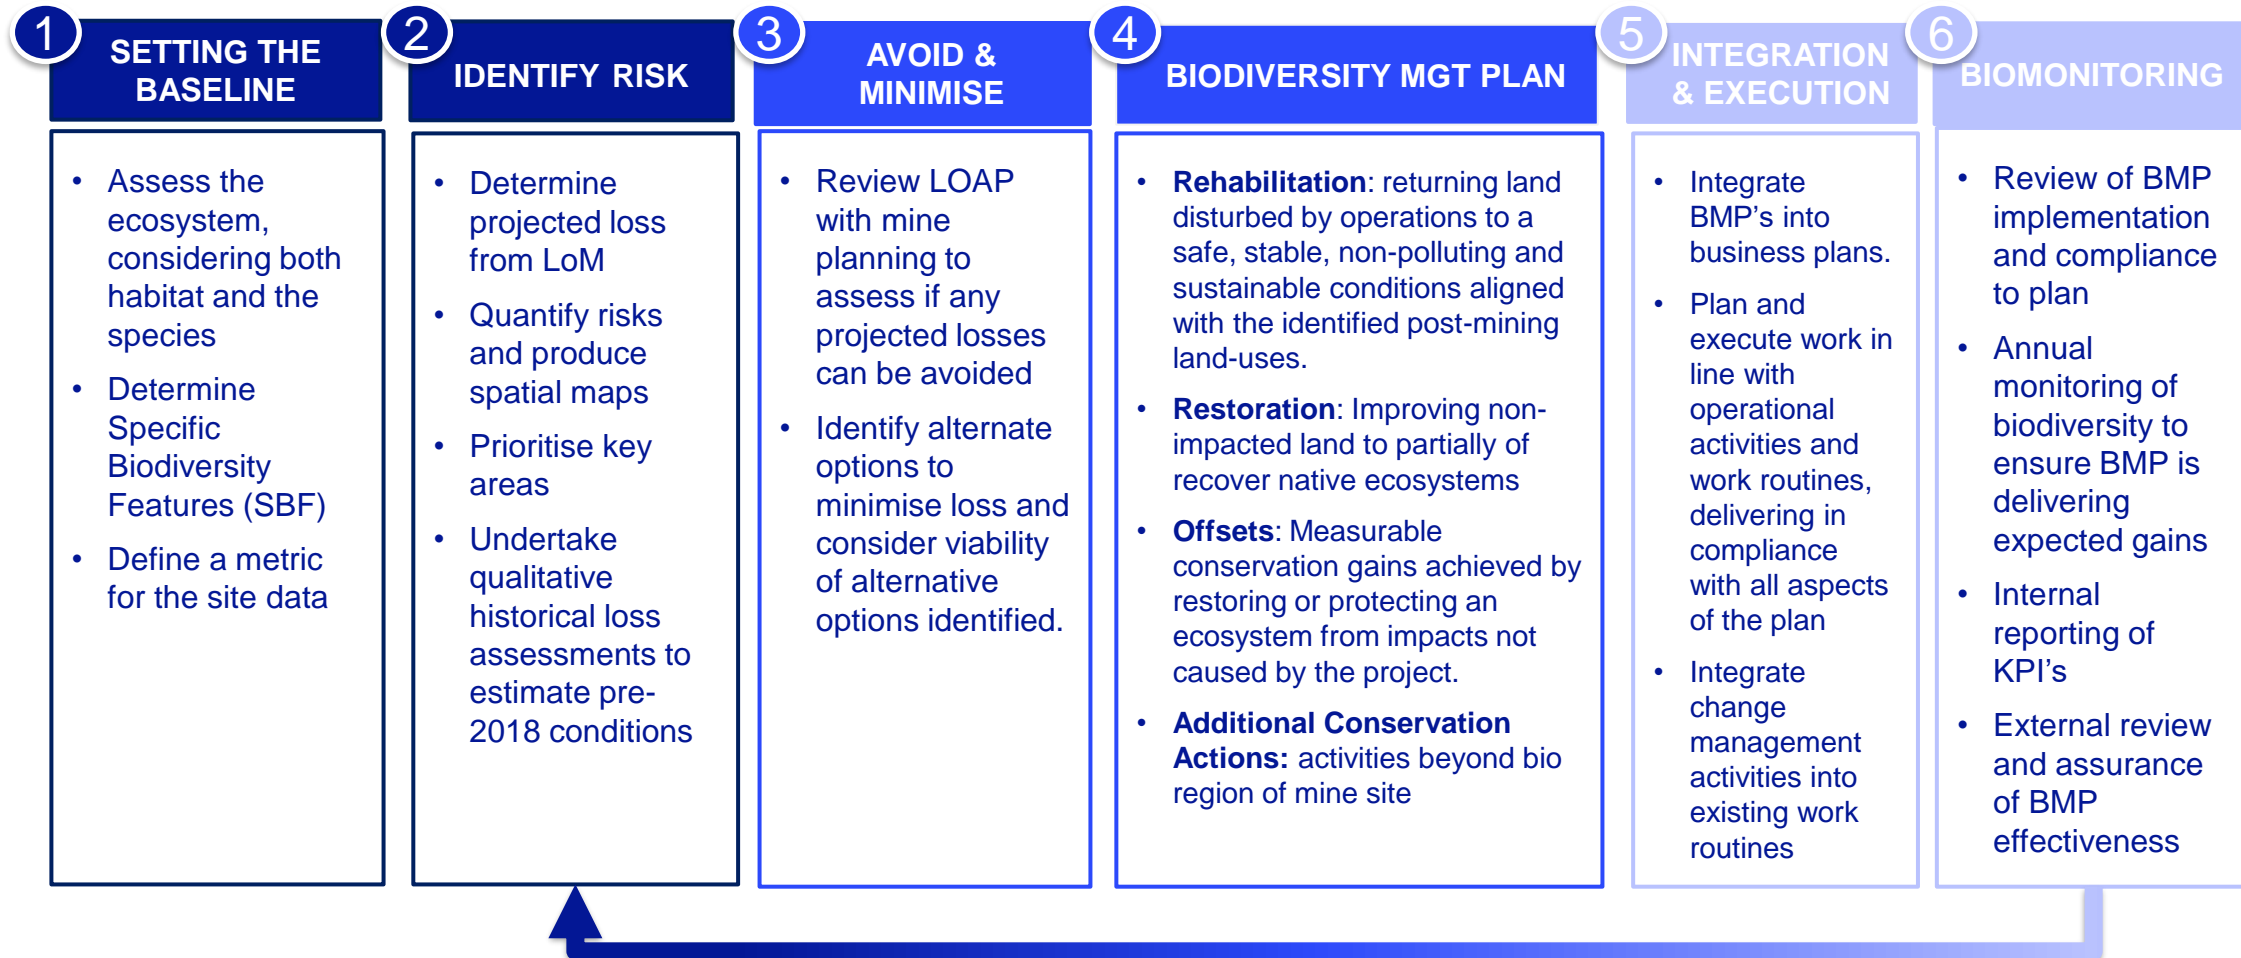 1
SETTING THE
BASELINE
• Assess the
ecosystem,
considering both
habitat and the
species
• Determine
Specific
Biodiversity
Features (SBF)
• Define a metric
for the site data
2
IDENTIFY RISK
• Determine
projected loss
from LoM
• Quantify risks
and produce
spatial maps
• Prioritise key
areas
• Undertake
qualitative
historical loss
assessments to
estimate pre-
2018 conditions
3
AVOID &
MINIMISE
• Review LOAP
with mine
planning to
assess if any
projected losses
can be avoided
• Identify alternate
options to
minimise loss and
consider viability
of alternative
options identified.
4
BIODIVERSITY MGT PLAN
• Rehabilitation: returning land
disturbed by operations to a
safe, stable, non-polluting and
sustainable conditions aligned
with the identified post-mining
land-uses.
• Restoration: Improving non-
impacted land to partially of
recover native ecosystems
• Offsets: Measurable
conservation gains achieved by
restoring or protecting an
ecosystem from impacts not
caused by the project.
• Additional Conservation
Actions: activities beyond bio
region of mine site
5
INTEGRATION
& EXECUTION
• Integrate
BMP’s into
business plans.
• Plan and
execute work in
line with
operational
activities and
work routines,
delivering in
compliance
with all aspects
of the plan
• Integrate
change
management
activities into
existing work
routines
6
BIOMONITORING
• Review of BMP
implementation
and compliance
to plan
• Annual
monitoring of
biodiversity to
ensure BMP is
delivering
expected gains
• Internal
reporting of
KPI’s
• External review
and assurance
of BMP
effectiveness